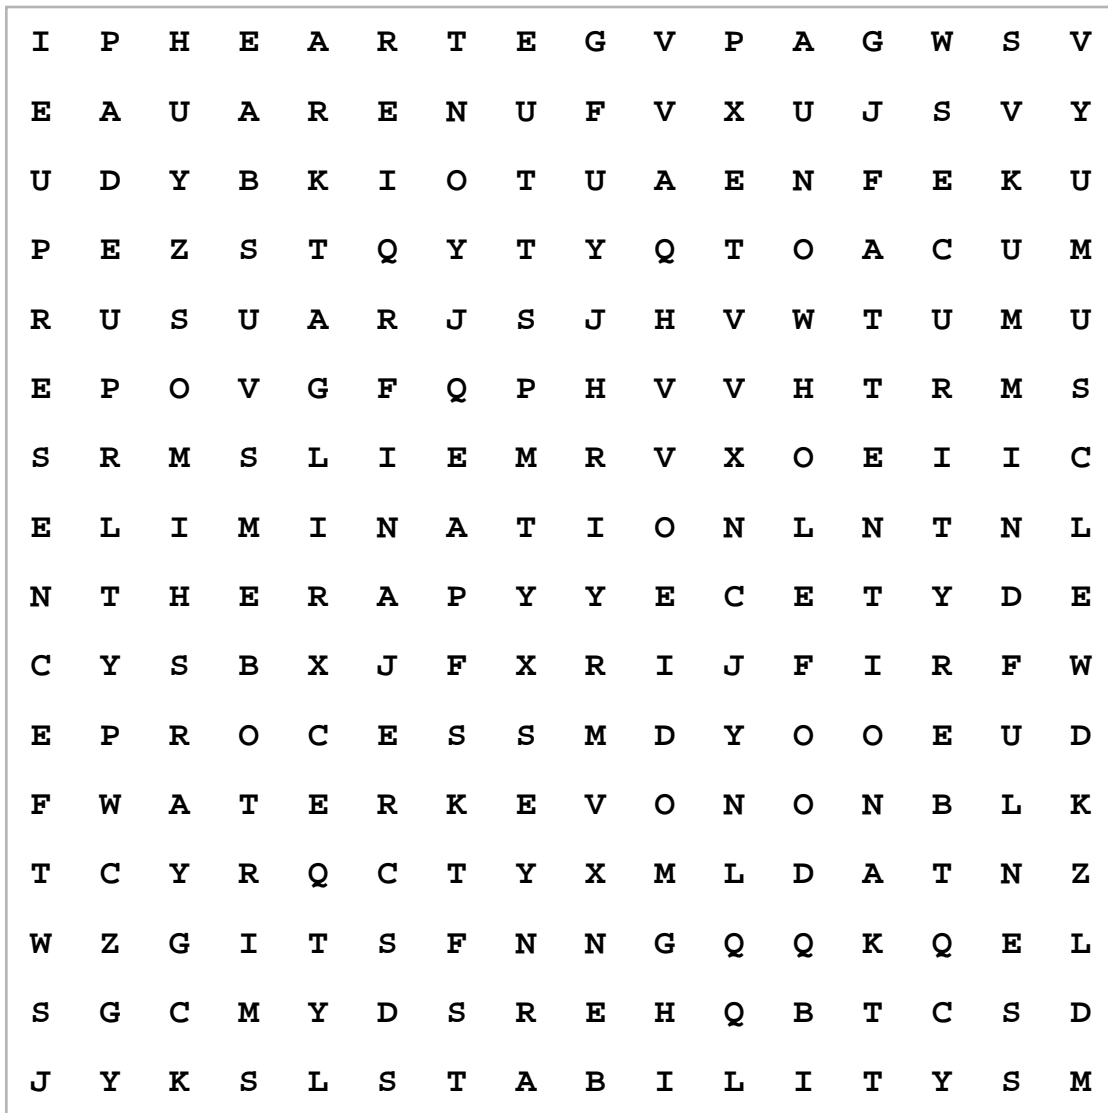 I P H E A R T E G V P A G W S V
E A U A R E N U F V X U J S V Y
U D Y B K I O T U A E N F E K U
P E Z S T Q Y T Y Q T O A C U M
R U S U A R J S J H V W T U M U
E P O V G F Q P H V V H T R M S
S R M S L I E M R V X O E I I C
E L I M I N A T I O N L N T N L
N T H E R A P Y Y E C E T Y D E
C Y S B X J F X R I J F I R F W
E P R O C E S S M D Y O O E U D
F W A T E R K E V O N O N B L K
T C Y R Q C T Y X M L D A T N Z
W Z G I T S F N N G Q Q K Q E L
S G C M Y D S R E H Q B T C S D
J Y K S L S T A B I L I T Y S M